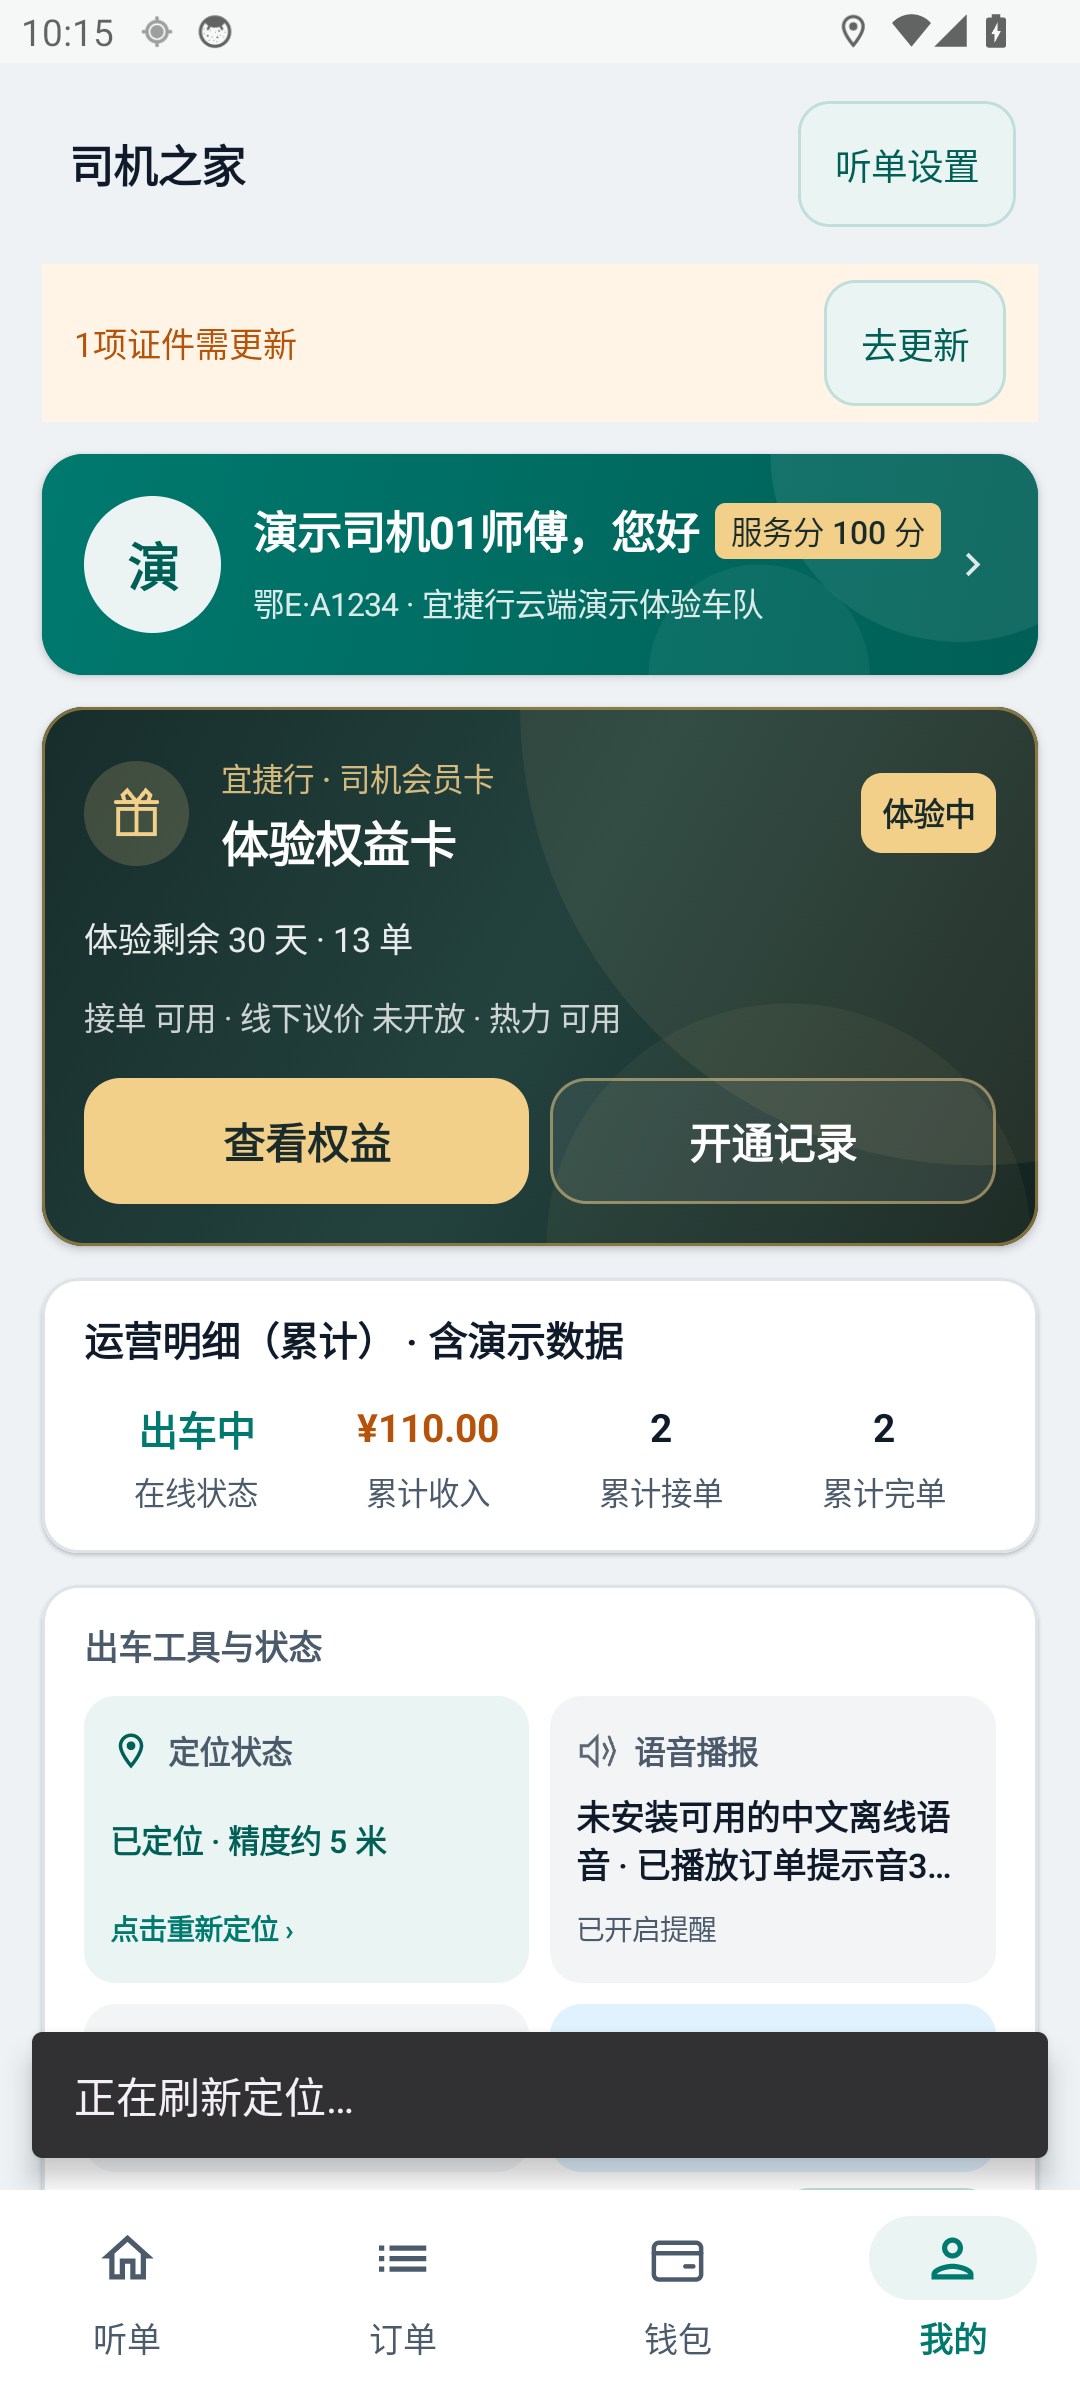 10:15
司机之家
听单设置
1项证件需更新
去更新
演
演示司机01师傅，您好
服务分 100 分
鄂E·A1234 · 宜捷行云端演示体验车队
宜捷行 · 司机会员卡
体验权益卡
体验中
体验剩余 30 天 · 13 单
接单 可用 · 线下议价 未开放 · 热力 可用
查看权益
开通记录
运营明细（累计） · 含演示数据
出车中
¥110.00
2
2
在线状态
累计收入
累计接单
累计完单
出车工具与状态
定位状态
已定位 · 精度约 5 米
点击重新定位 ›
语音播报
未安装可用的中文离线语
音 · 已播放订单提示音3...
已开启提醒
正在刷新定位...
听单
订单
钱包
我的